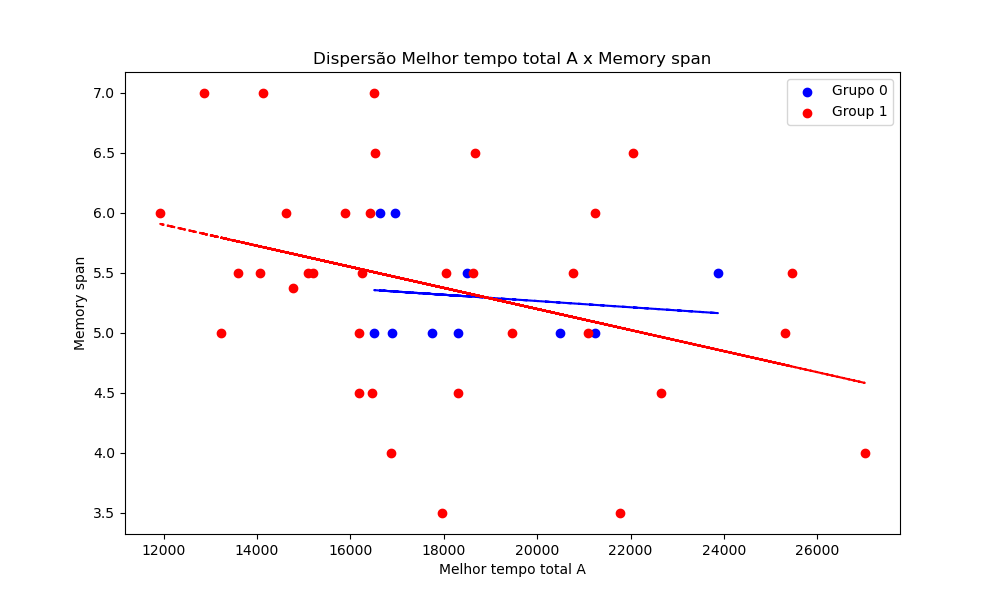 Dispersão Melhor tempo total A x Memory span
Grupo 0
Group 1
7.0
6.5
6.0
5.5
5.0
4.5
4.0
3.5
Memory span
12000 14000 16000 18000 20000 22000 24000 26000
Melhor tempo total A